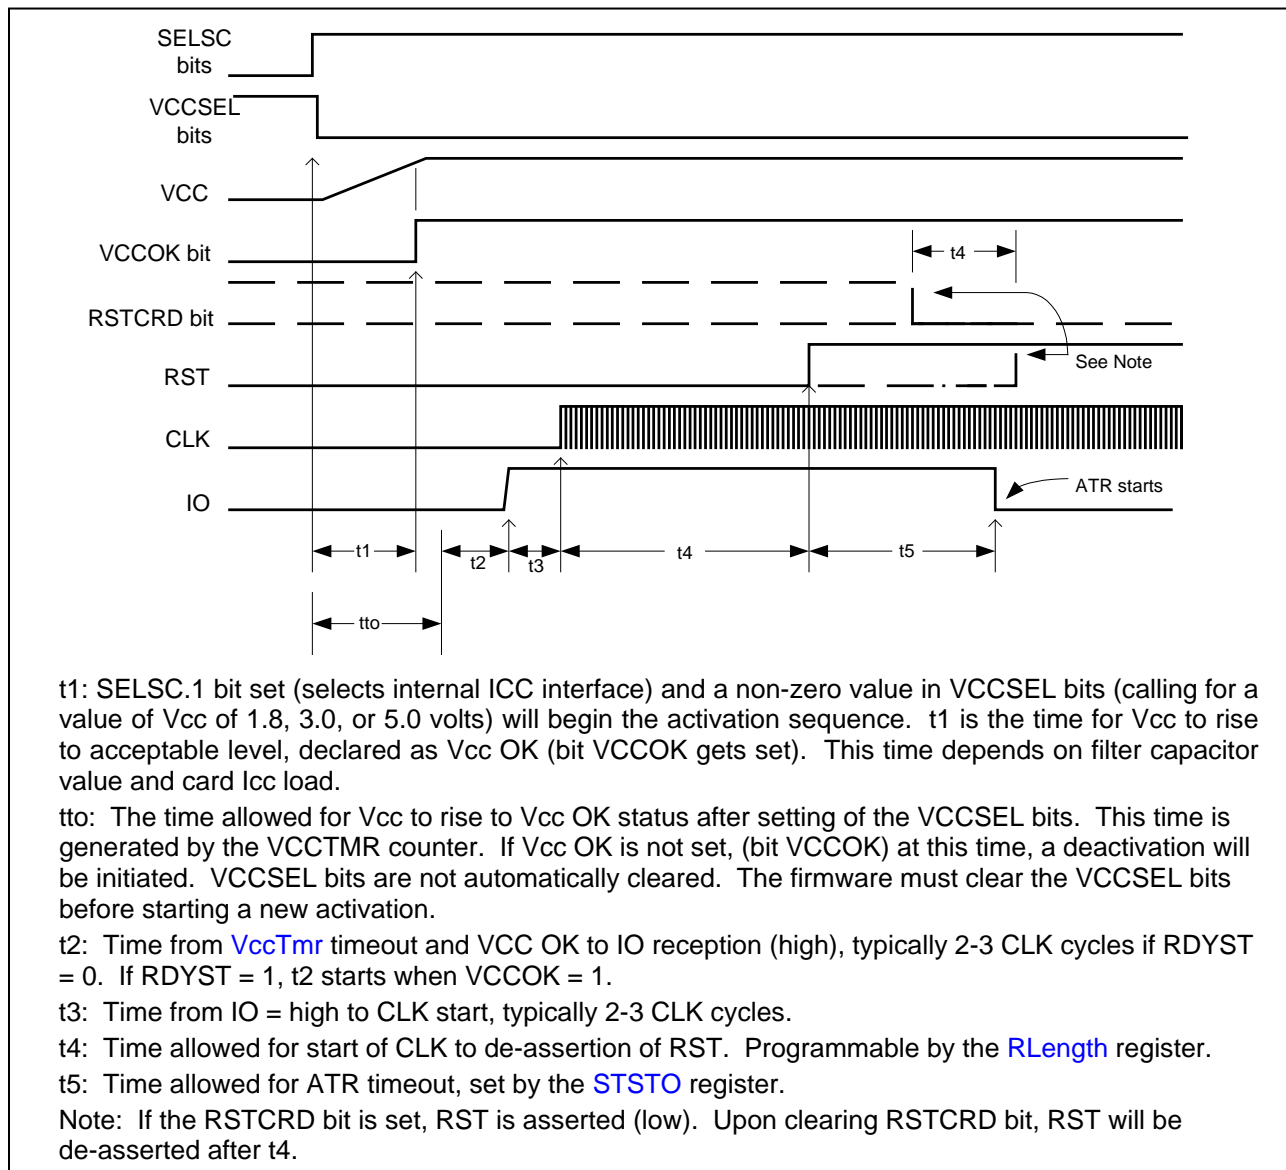 SELSC
bits
VCCSEL
bits
VCC
VCCOK bit
t4
RSTCRD bit
See Note
RST
CLK
ATR starts
IO
t1
t2
t3
t4
t5
tto
t1: SELSC.1 bit set (selects internal ICC interface) and a non-zero value in VCCSEL bits (calling for a
value of Vcc of 1.8, 3.0, or 5.0 volts) will begin the activation sequence. t1 is the time for Vcc to rise
to acceptable level, declared as Vcc OK (bit VCCOK gets set). This time depends on filter capacitor
value and card Icc load.
tto: The time allowed for Vcc to rise to Vcc OK status after setting of the VCCSEL bits. This time is
generated by the VCCTMR counter. If Vcc OK is not set, (bit VCCOK) at this time, a deactivation will
be initiated. VCCSEL bits are not automatically cleared. The firmware must clear the VCCSEL bits
before starting a new activation.
t2: Time from VccTmr timeout and VCC OK to IO reception (high), typically 2-3 CLK cycles if RDYST
= 0. If RDYST = 1, t2 starts when VCCOK = 1.
t3: Time from IO = high to CLK start, typically 2-3 CLK cycles.
t4: Time allowed for start of CLK to de-assertion of RST. Programmable by the RLength register.
t5: Time allowed for ATR timeout, set by the STSTO register.
Note: If the RSTCRD bit is set, RST is asserted (low). Upon clearing RSTCRD bit, RST will be
de-asserted after t4.